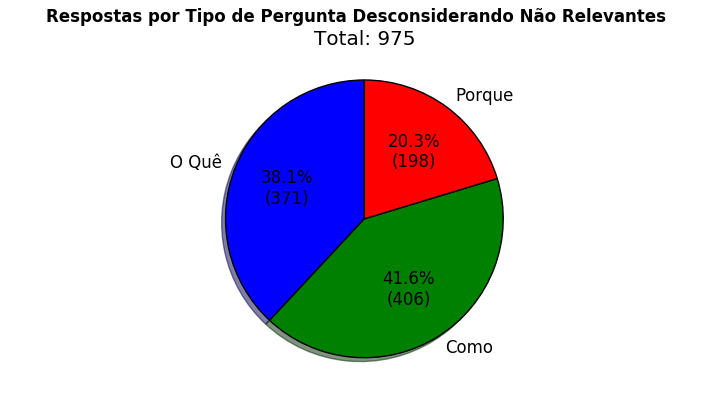 Respostas por Tipo de Pergunta Desconsiderando Não Relevantes
Total: 975
Porque
20.3%
(198)
O Quê
38.1%
(371)
41.6%
(406)
Como